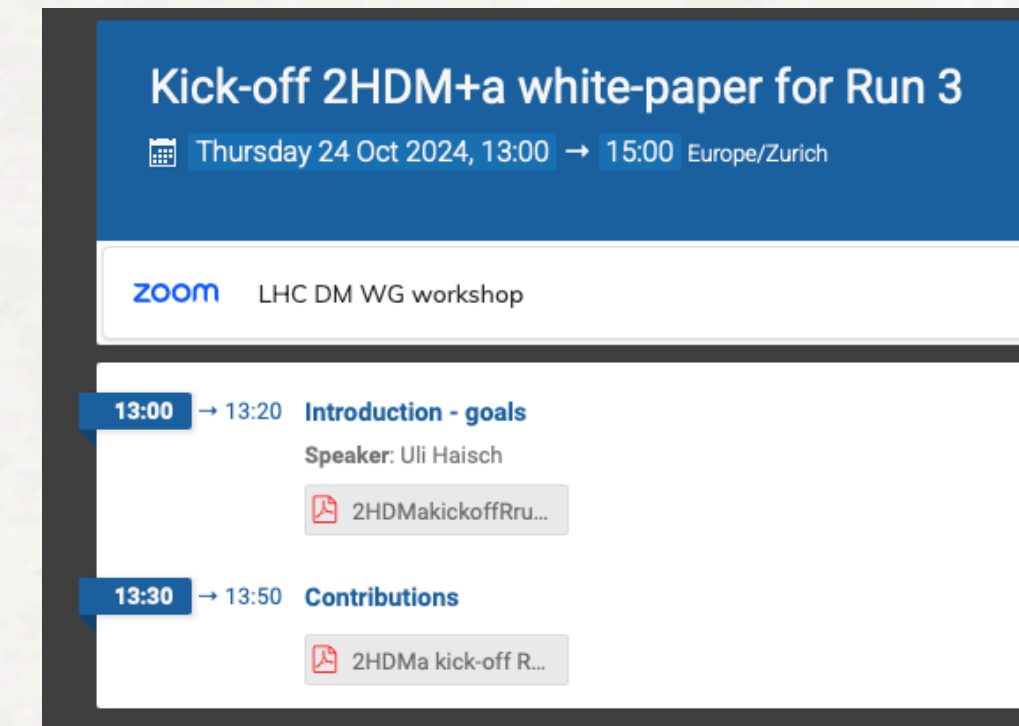 Kick-off 2HDM+a white-paper for Run 3
Thursday 24 Oct 2024, 13:00 → 15:00 Europe/Zurich
zoom LHC DM WG workshop
13:00 → 13:20 Introduction - goals
Speaker: Uli Haisch
2HDMakickoffRru...
13:30 → 13:50 Contributions
2HDMa kick-off R...